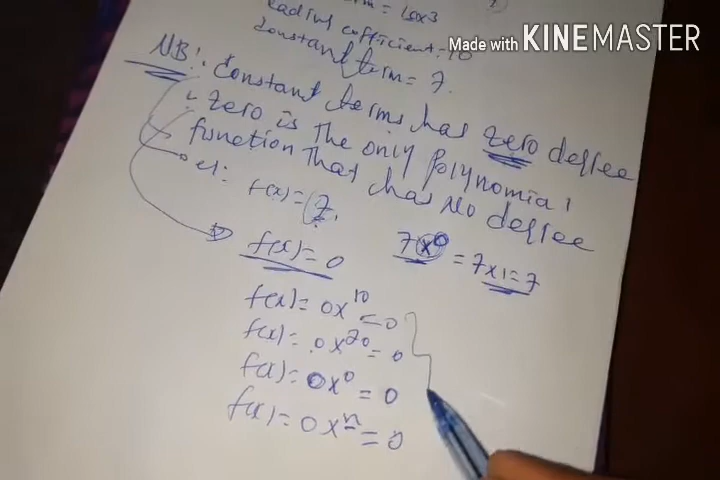 = 10x³
leading coefficient = 10
Constant term = 7.
Made with KINEMASTER
NB:. Constant terms has zero degree
zero is the only polynomial
function that has No degree
f(x) = 7,
f(x) = 0
7x⁰ = 7x1 = 7
f(x) = 0x¹⁰ = 0
f(x) = 0x²⁰ = 0
f(x) = 0x⁰ = 0
f(x) = 0xⁿ = 0